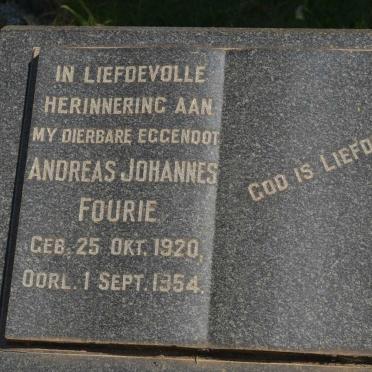 IN LIEFDEVOLLE
HERINNERING AAN
MY DIERBARE EGGENOOT
ANDREAS JOHANNES
FOURIE
GEB. 25 OKT. 1920,
OORL. 1 SEPT. 1954.
GOD IS LIEFD